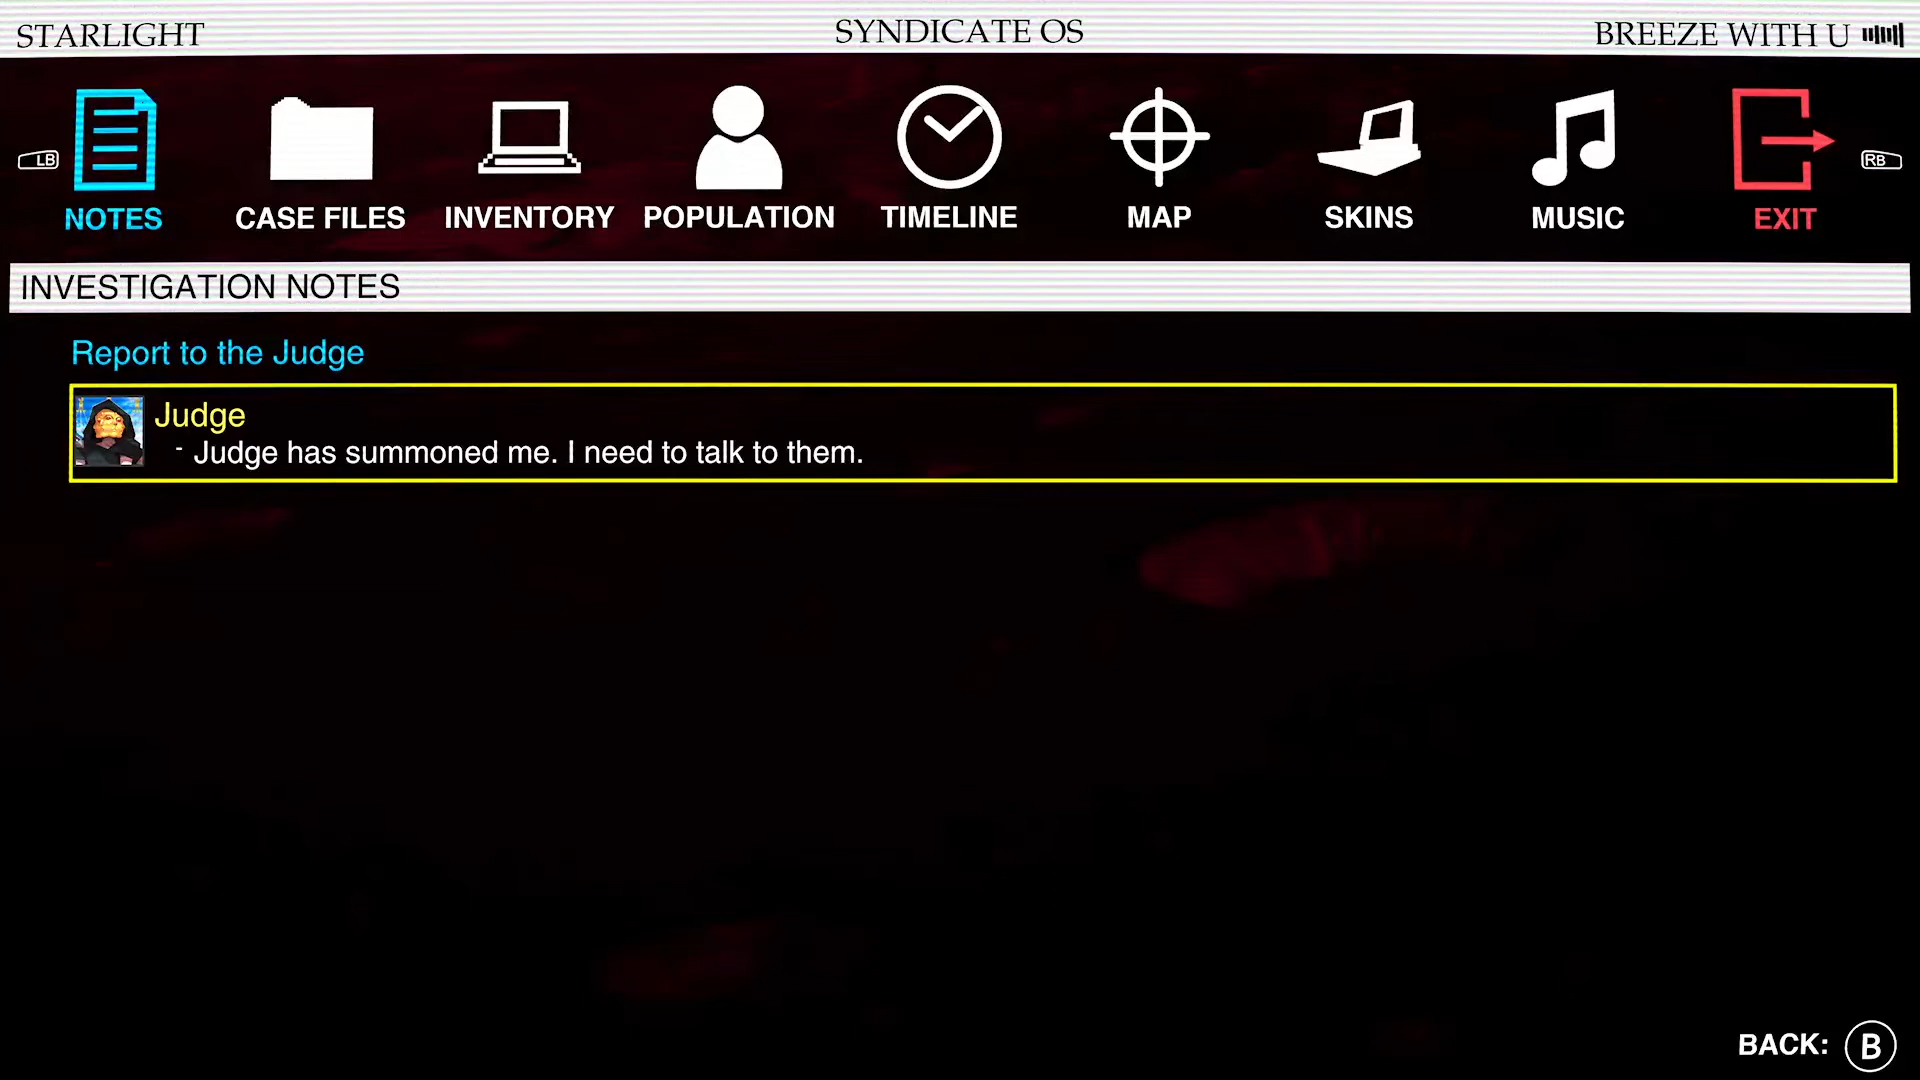 STARLIGHT
SYNDICATE OS
BREEZE WITH U
LB
NOTES
CASE FILES
INVENTORY
POPULATION
TIMELINE
MAP
SKINS
MUSIC
EXIT
RB
INVESTIGATION NOTES
Report to the Judge
Judge
- Judge has summoned me. I need to talk to them.
BACK: B